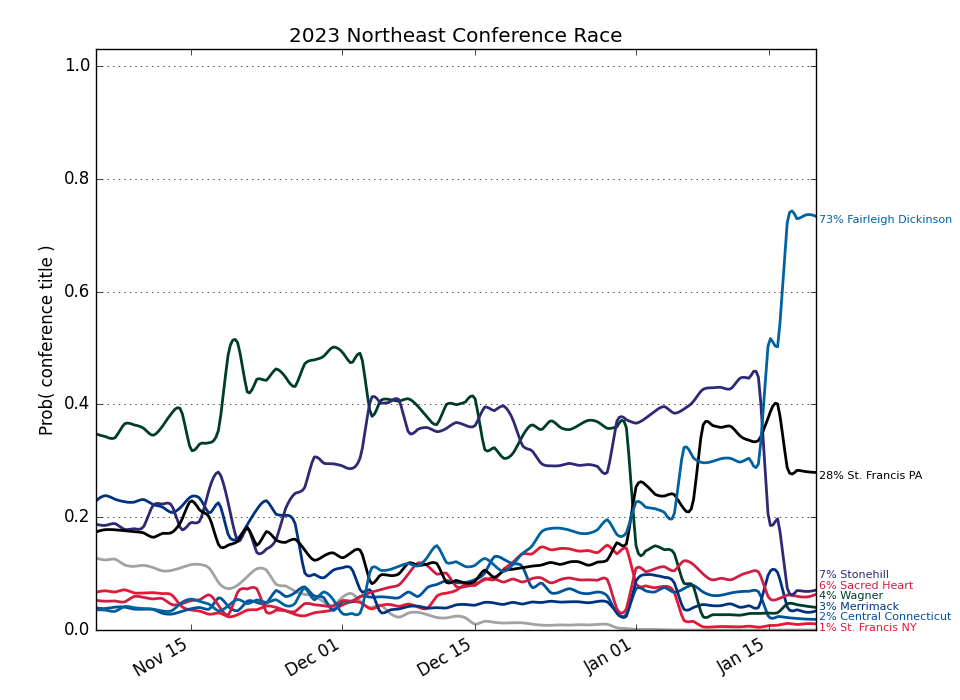 2023 Northeast Conference Race
Prob( conference title )
1.0
0.8
0.6
0.4
0.2
0.0
Nov 15
Dec 01
Dec 15
Jan 01
Jan 15
73% Fairleigh Dickinson
28% St. Francis PA
7% Stonehill
6% Sacred Heart
4% Wagner
3% Merrimack
2% Central Connecticut
1% St. Francis NY